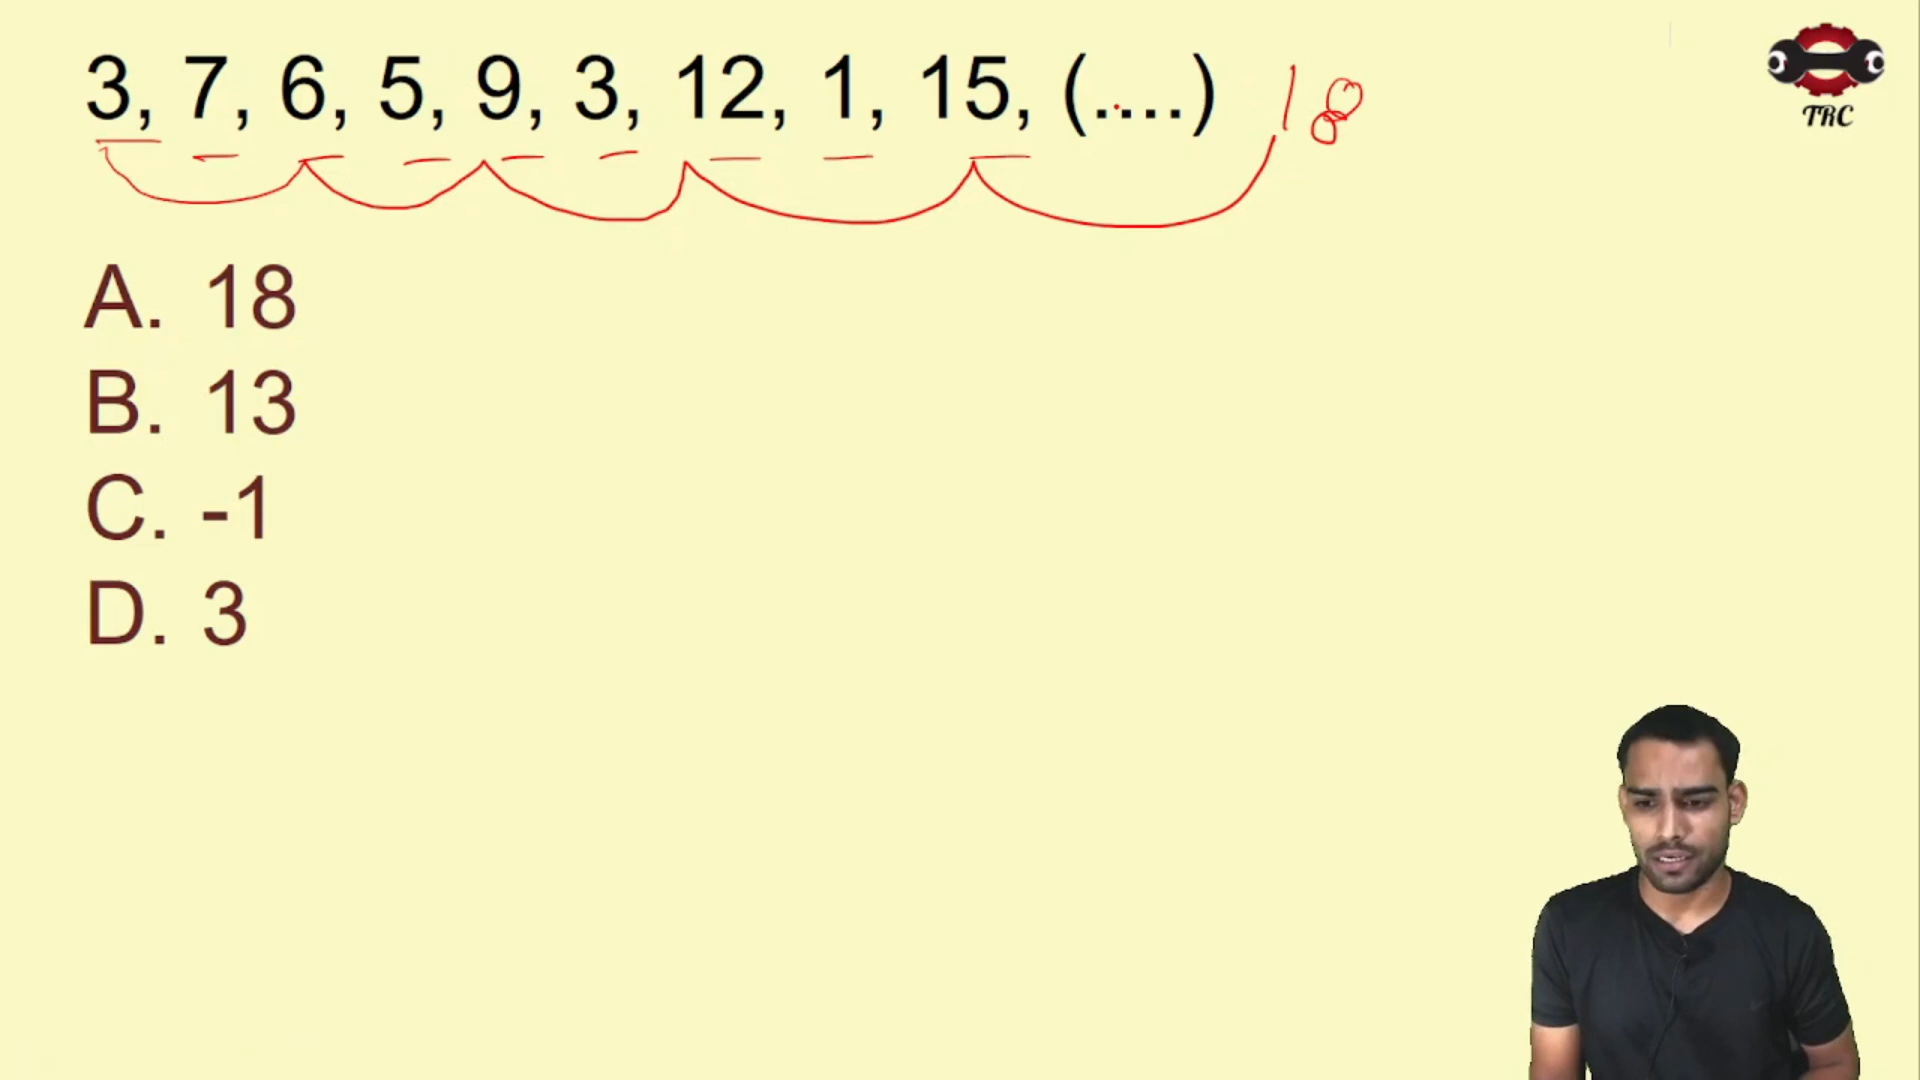 3, 7, 6, 5, 9, 3, 12, 1, 15, (....) 18
TRC
A. 18
B. 13
C. -1
D. 3